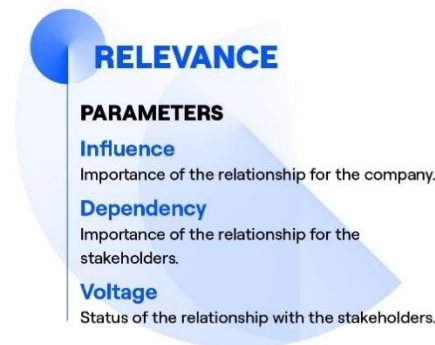 RELEVANCE
PARAMETERS
Influence
Importance of the relationship for the company.
Dependency
Importance of the relationship for the
stakeholders.
Voltage
Status of the relationship with the stakeholders.